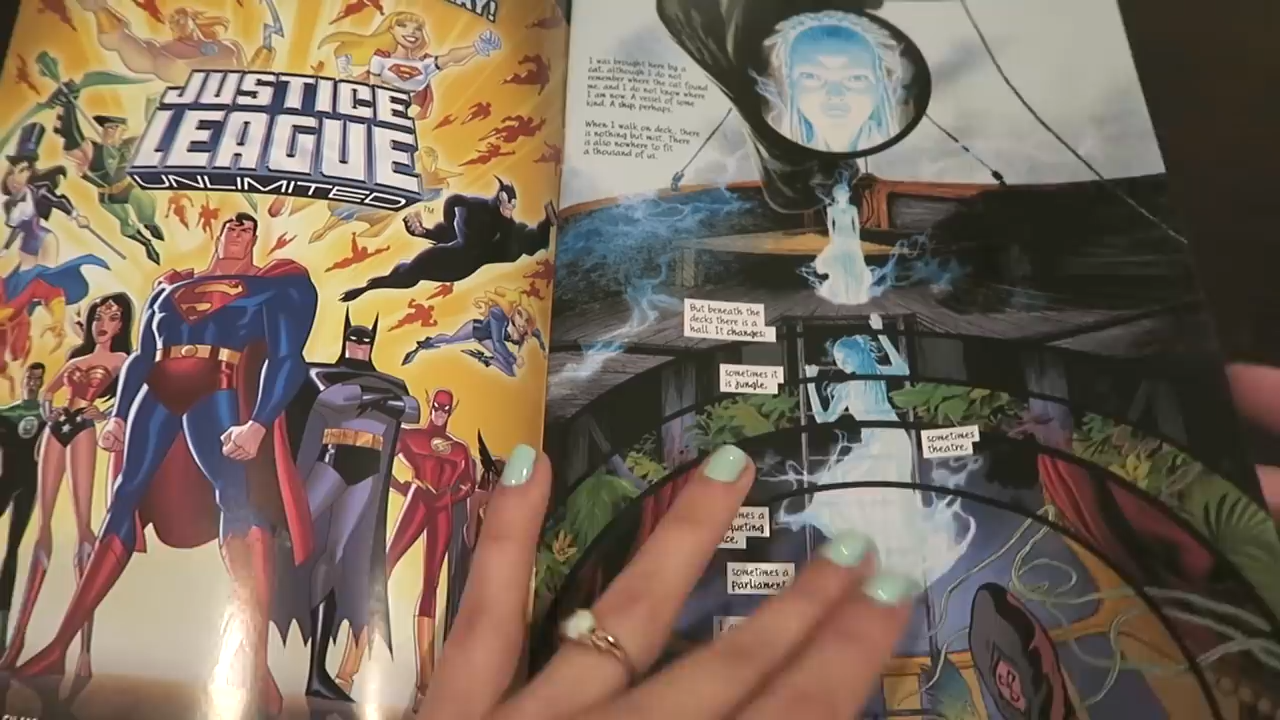 AY!
JUSTICE
LEAGUE
UNLIMITED™
I was brought here by a
cat, although I do not
remember where the cat found
me, and I do not know where
I am now. A vessel of some
kind. A ship, perhaps.
When I walk on deck, there
is nothing but mist. There
is also nowhere to fit
a thousand of us.
But beneath the
decks there is a
hall. It changes:
sometimes it
is jungle,
sometimes
theatre,
sometimes a
parliament